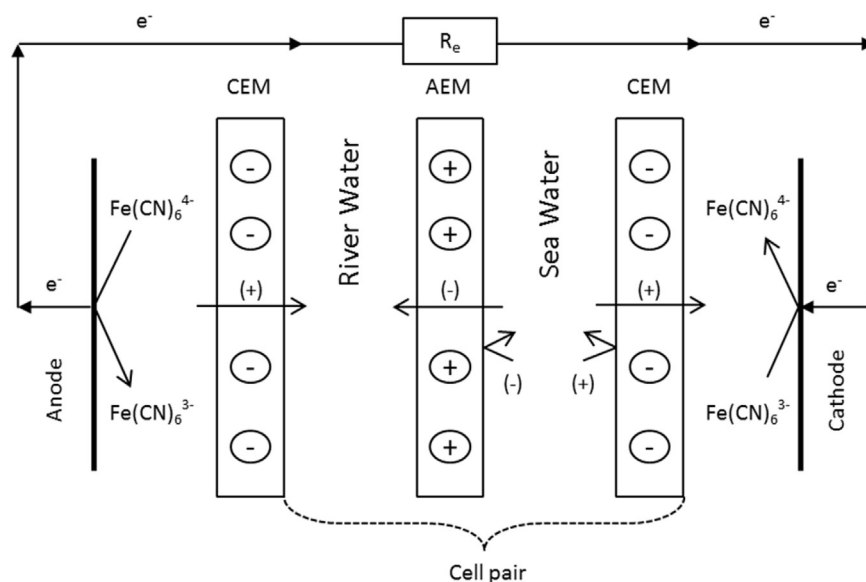 e⁻ e⁻
Rₑ
CEM AEM CEM
- + -
River Water
Sea Water
Fe(CN)₆⁴⁻ Fe(CN)₆⁴⁻
- + -
e⁻ (+) (-) (+) e⁻
- + -
(-) (+)
Anode
Cathode
Fe(CN)₆³⁻ Fe(CN)₆³⁻
- + -
Cell pair